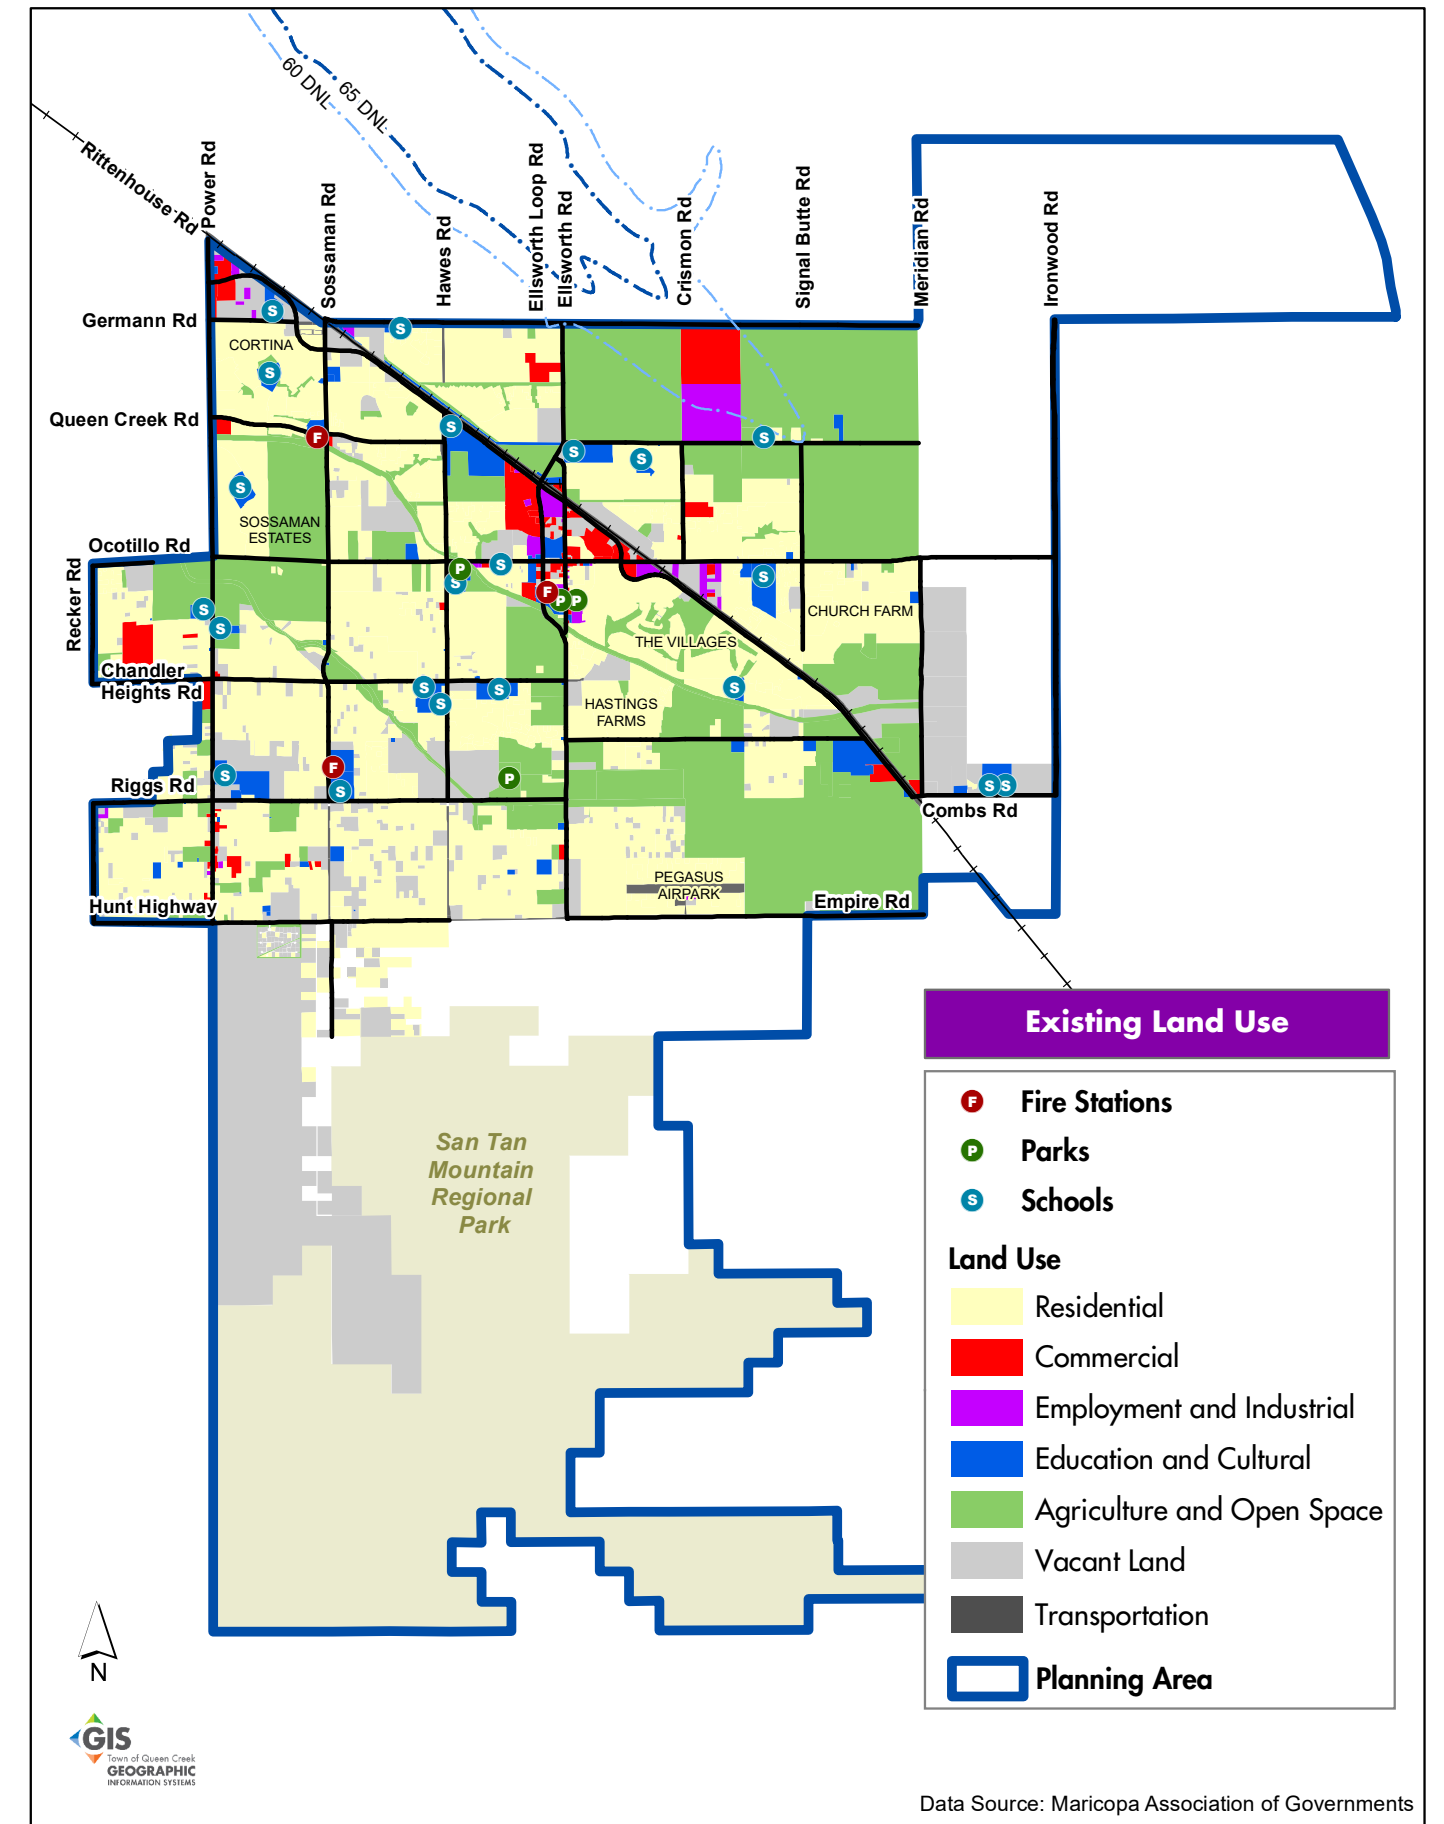 60 DNL
65 DNL
Rittenhouse Rd
Power Rd
Sossaman Rd
Hawes Rd
Ellsworth Loop Rd
Ellsworth Rd
Crismon Rd
Signal Butte Rd
Meridian Rd
Ironwood Rd
Germann Rd
S
S
CORTINA
S
Queen Creek Rd
F
S
S
S
S
S
SOSSAMAN
ESTATES
Ocotillo Rd
Recker Rd
P
S
S
S
F
P
P
S
S
CHURCH FARM
THE VILLAGES
Chandler
Heights Rd
S
S
S
S
HASTINGS
FARMS
Riggs Rd
S
F
S
P
S
S
Combs Rd
PEGASUS
AIRPARK
Hunt Highway
Empire Rd
San Tan
Mountain
Regional
Park
Existing Land Use
F Fire Stations
P Parks
S Schools
Land Use
Residential
Commercial
Employment and Industrial
Education and Cultural
Agriculture and Open Space
Vacant Land
Transportation
Planning Area
N
GIS
Town of Queen Creek
GEOGRAPHIC
INFORMATION SYSTEMS
Data Source: Maricopa Association of Governments